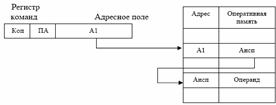 Регистр
команд
Адресное поле
Коп ПА А1
Адрес Оперативная
память
А1 Аисп
Аисп Операнд